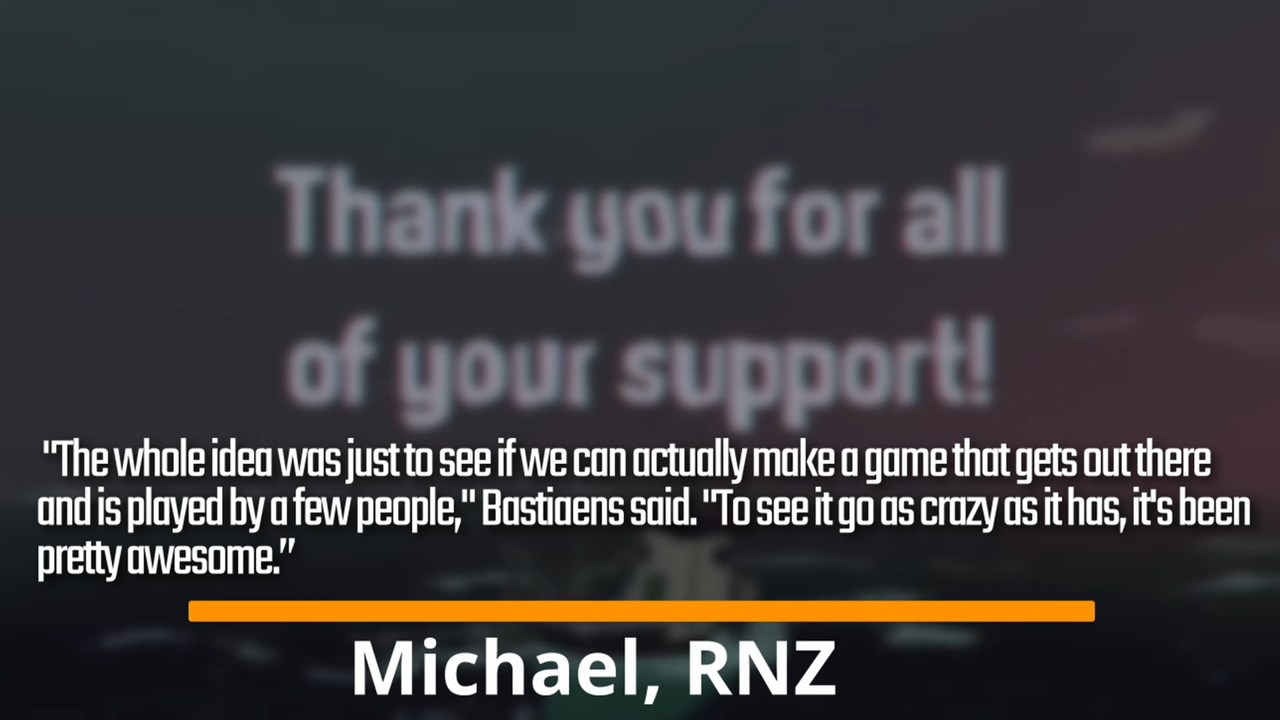 Thank you for all
of your support!
"The whole idea was just to see if we can actually make a game that gets out there
and is played by a few people," Bastiaens said. "To see it go as crazy as it has, it's been
pretty awesome.”
Michael, RNZ